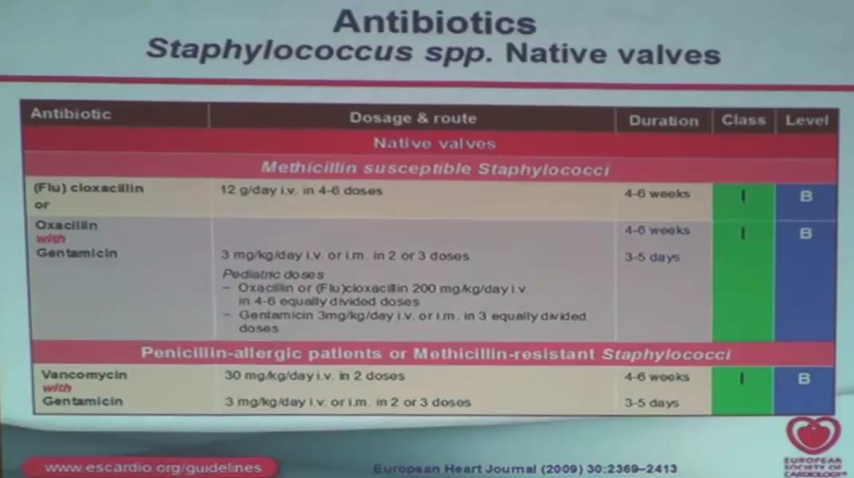 Antibiotics
Staphylococcus spp. Native valves
Antibiotic Dosage & route Duration Class Level
Native valves
Methicillin susceptible Staphylococci
(Flu) cloxacillin 12 g/day i.v. in 4-6 doses 4-6 weeks I B
or
Oxacillin 4-6 weeks I B
with
Gentamicin 3 mg/kg/day i.v. or i.m. in 2 or 3 doses 3-5 days
Pediatric doses
– Oxacillin or (Flu)cloxacillin 200 mg/kg/day i.v.
in 4-6 equally divided doses
– Gentamicin 3mg/kg/day i.v. or i.m. in 3 equally divided
doses
Penicillin-allergic patients or Methicillin-resistant Staphylococci
Vancomycin 30 mg/kg/day i.v. in 2 doses 4-6 weeks I B
with
Gentamicin 3 mg/kg/day i.v. or i.m. in 2 or 3 doses 3-5 days
www.escardio.org/guidelines
European Heart Journal (2009) 30:2369–2413
EUROPEAN
SOCIETY OF
CARDIOLOGY®